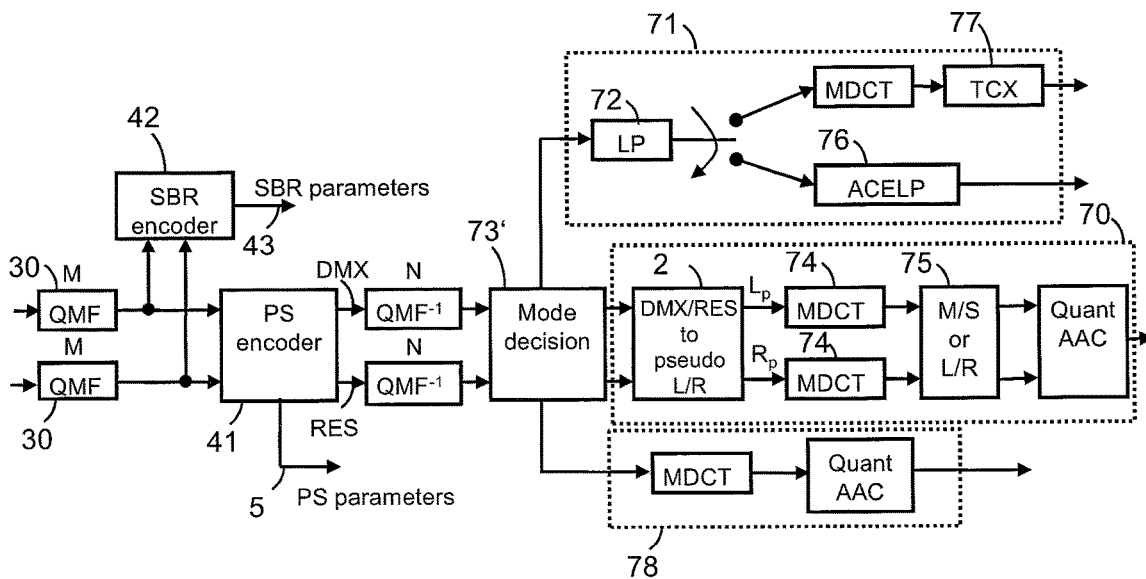 71
77
MDCT
TCX
72
LP
76
ACELP
42
SBR
encoder
SBR parameters
43
73‘
70
30
M
QMF
M
QMF
30
PS
encoder
41
5
PS parameters
DMX
N
QMF-1
N
QMF-1
RES
Mode
decision
2
DMX/RES
to
pseudo
L/R
Lp
Rp
74
MDCT
74
MDCT
75
M/S
or
L/R
Quant
AAC
MDCT
Quant
AAC
78